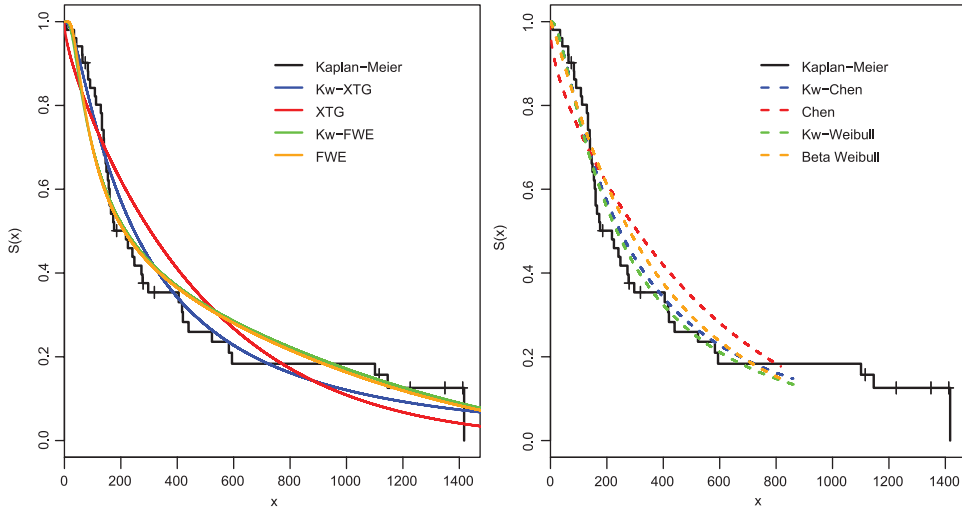 Kaplan−Meier
Kw−XTG
XTG
Kw−FWE
FWE
S(x)
0.0
0.2
0.4
0.6
0.8
1.0
0 200 400 600 800 1000 1200 1400
x
Kaplan−Meier
Kw−Chen
Chen
Kw−Weibull
Beta Weibull
S(x)
0.0
0.2
0.4
0.6
0.8
1.0
0 200 400 600 800 1000 1200 1400
x